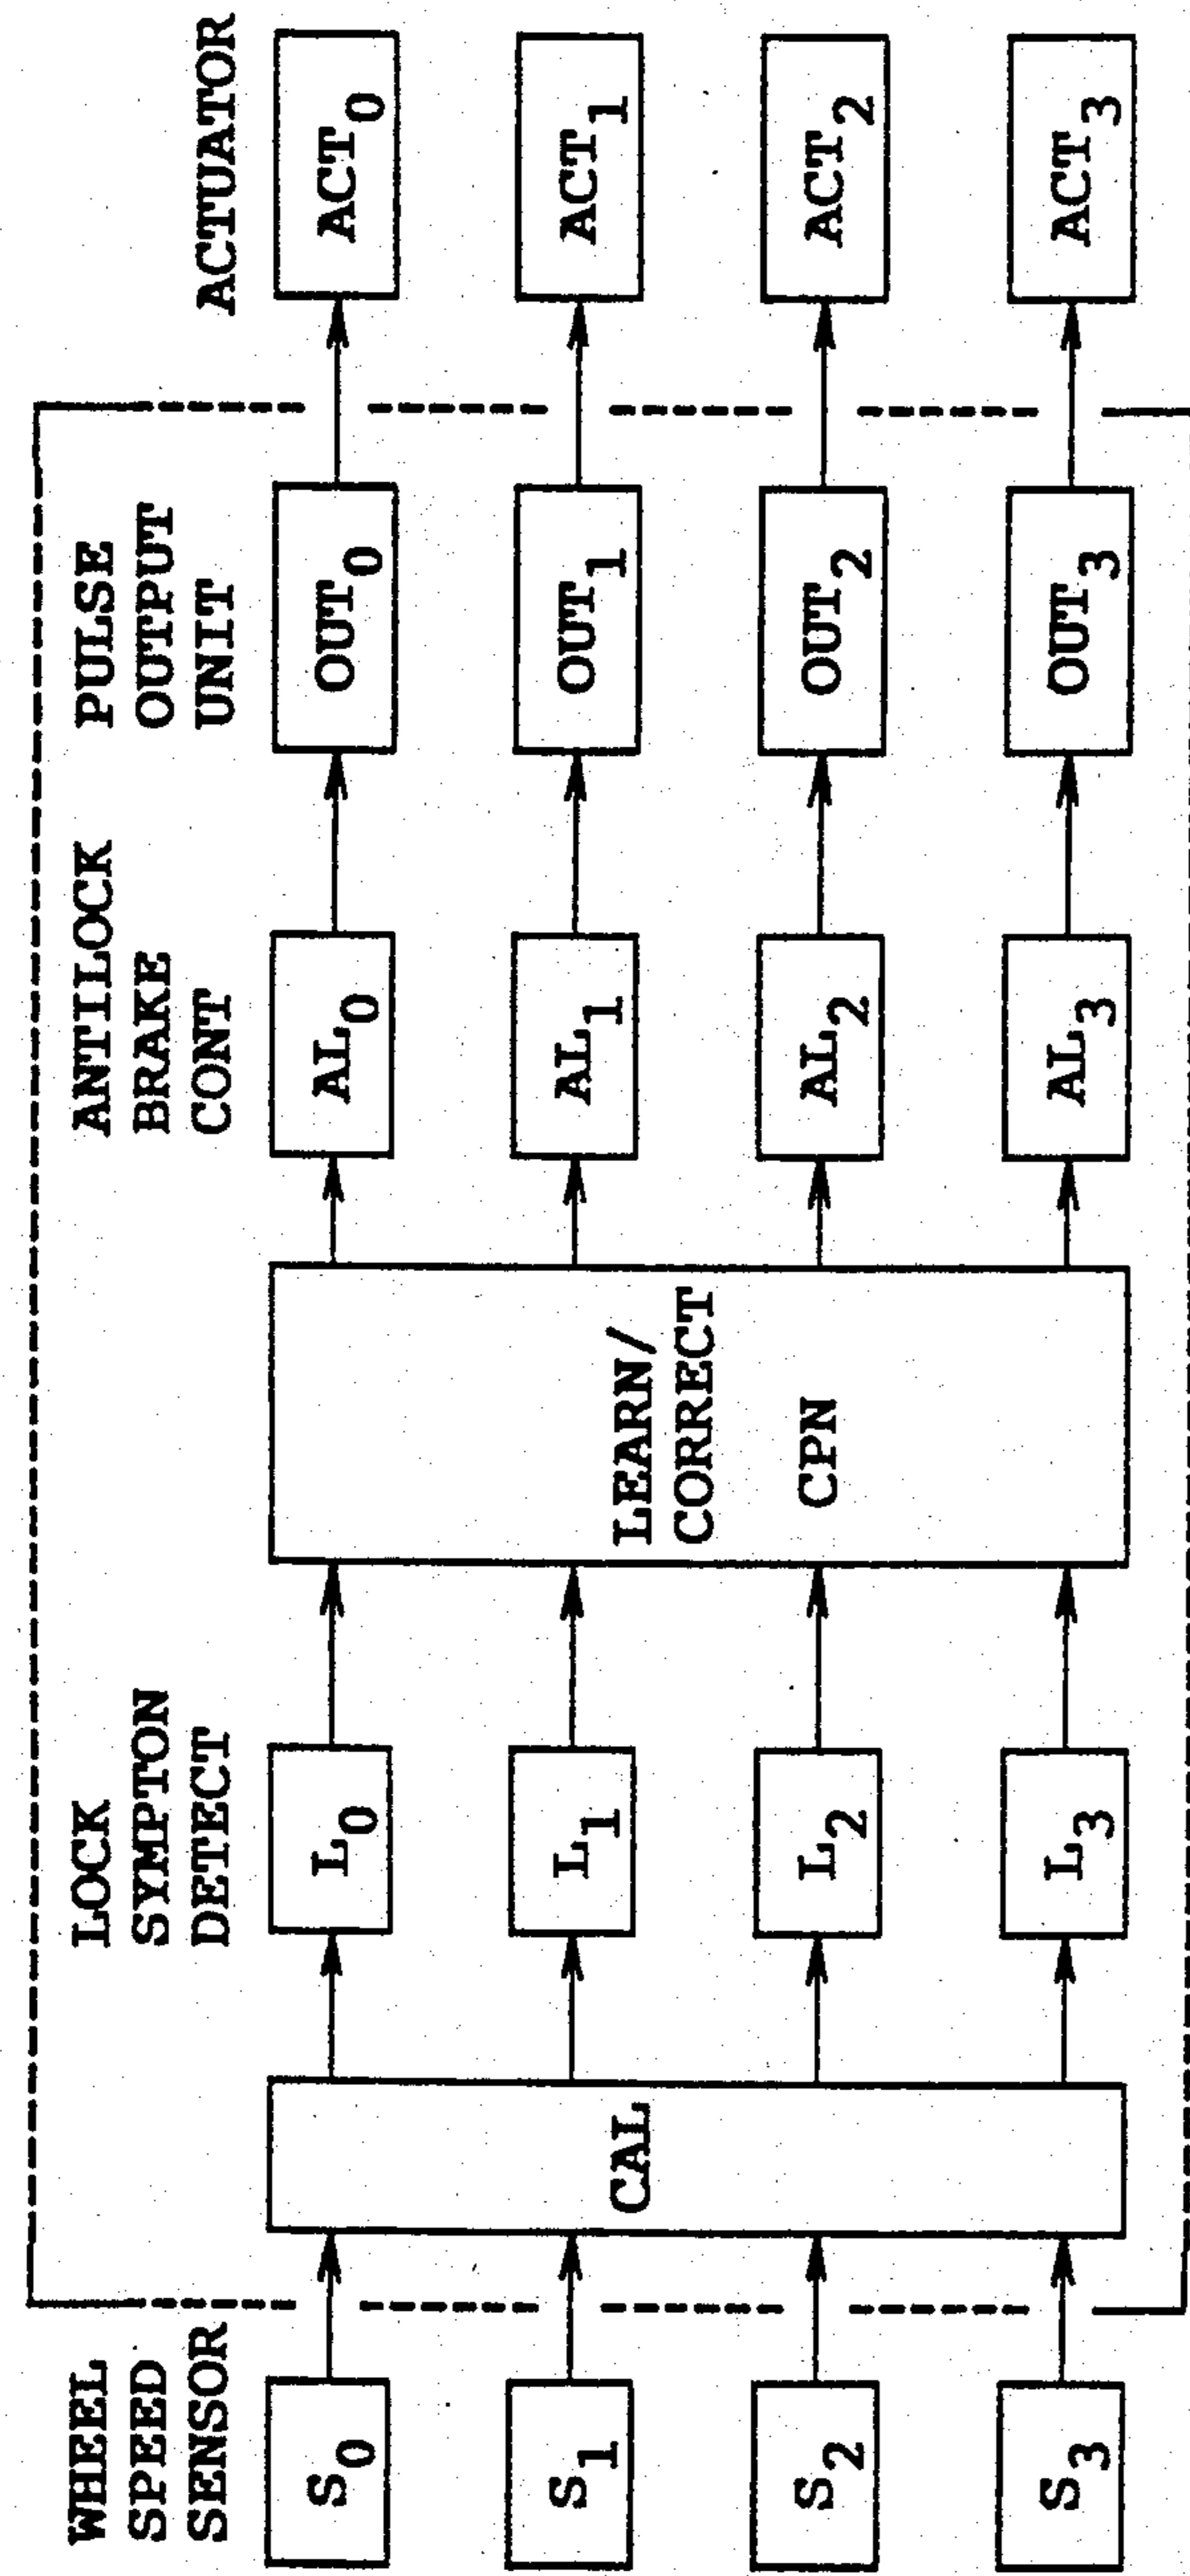 WHEEL
SPEED
SENSOR
LOCK
SYMPTON
DETECT
ANTILOCK
BRAKE
CONT
PULSE
OUTPUT
UNIT
ACTUATOR
S0
CAL
L0
LEARN/
CORRECT
CPN
AL0
OUT0
ACT0
S1
L1
AL1
OUT1
ACT1
S2
L2
AL2
OUT2
ACT2
S3
L3
AL3
OUT3
ACT3